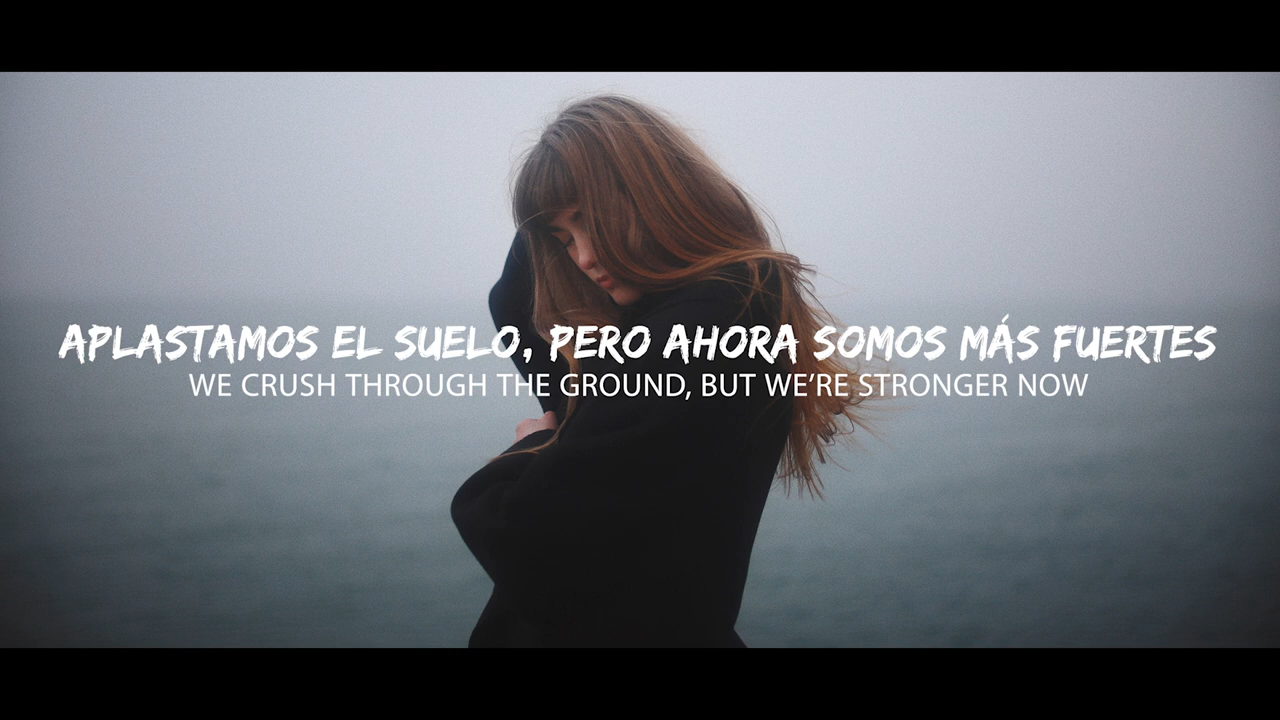 APLASTAMOS EL SUELO, PERO AHORA SOMOS MÁS FUERTES
WE CRUSH THROUGH THE GROUND, BUT WE'RE STRONGER NOW